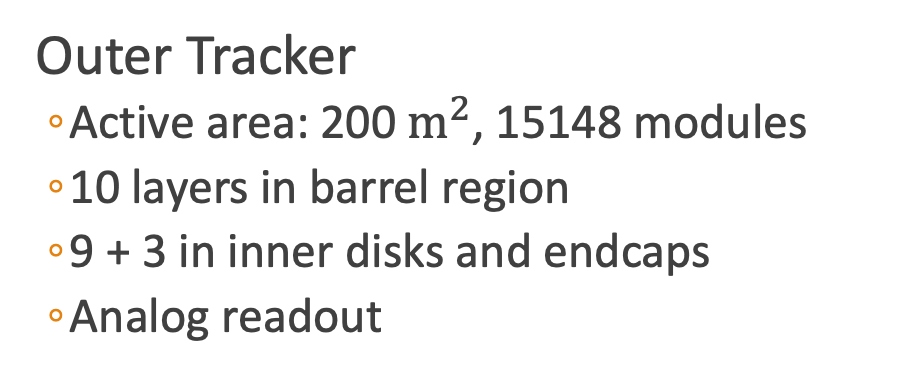 Outer Tracker
◦Active area: 200 m², 15148 modules
◦10 layers in barrel region
◦9 + 3 in inner disks and endcaps
◦Analog readout